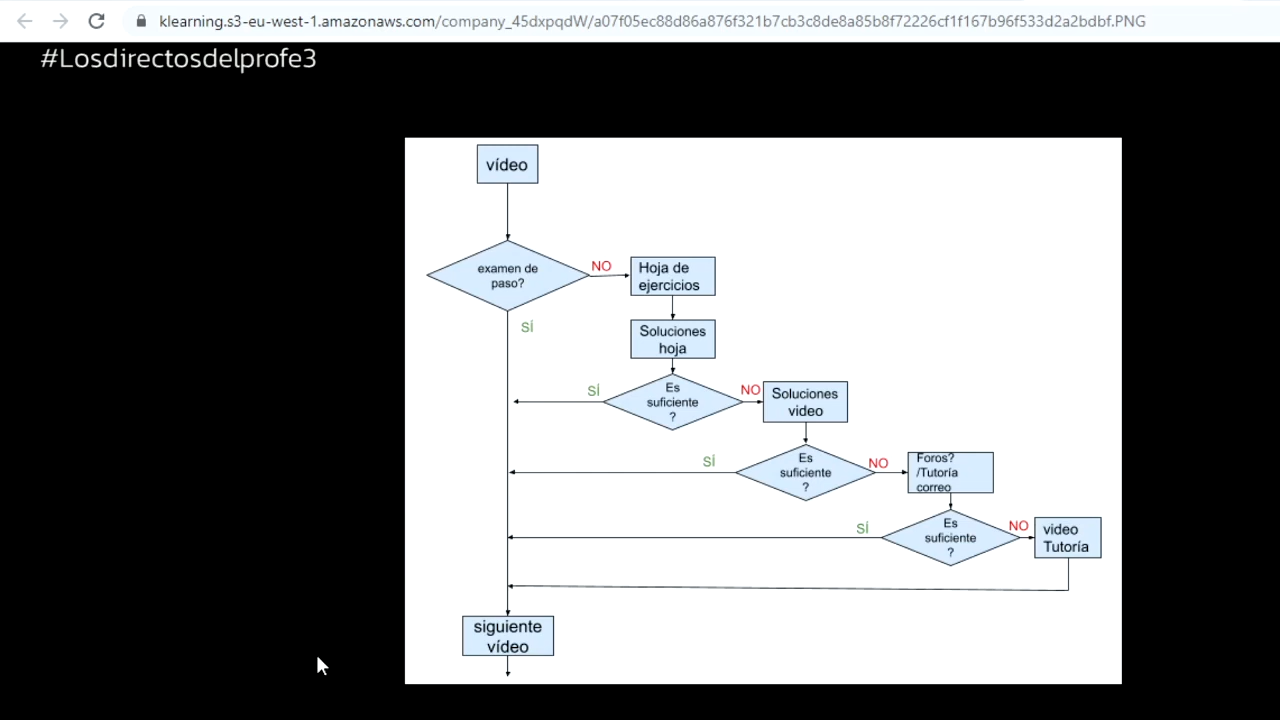 klearning.s3-eu-west-1.amazonaws.com/company_45dxpqdW/a07f05ec88d86a876f321b7cb3c8de8a85b8f72226cf1f167b96f533d2a2bdbf.PNG
#Losdirectosdelprofe3
vídeo
examen de
paso?
NO
Hoja de
ejercicios
SÍ
Soluciones
hoja
SÍ
Es
suficiente
?
NO
Soluciones
video
SÍ
Es
suficiente
?
NO
Foros?
/Tutoría
correo
SÍ
Es
suficiente
?
NO
video
Tutoría
siguiente
vídeo